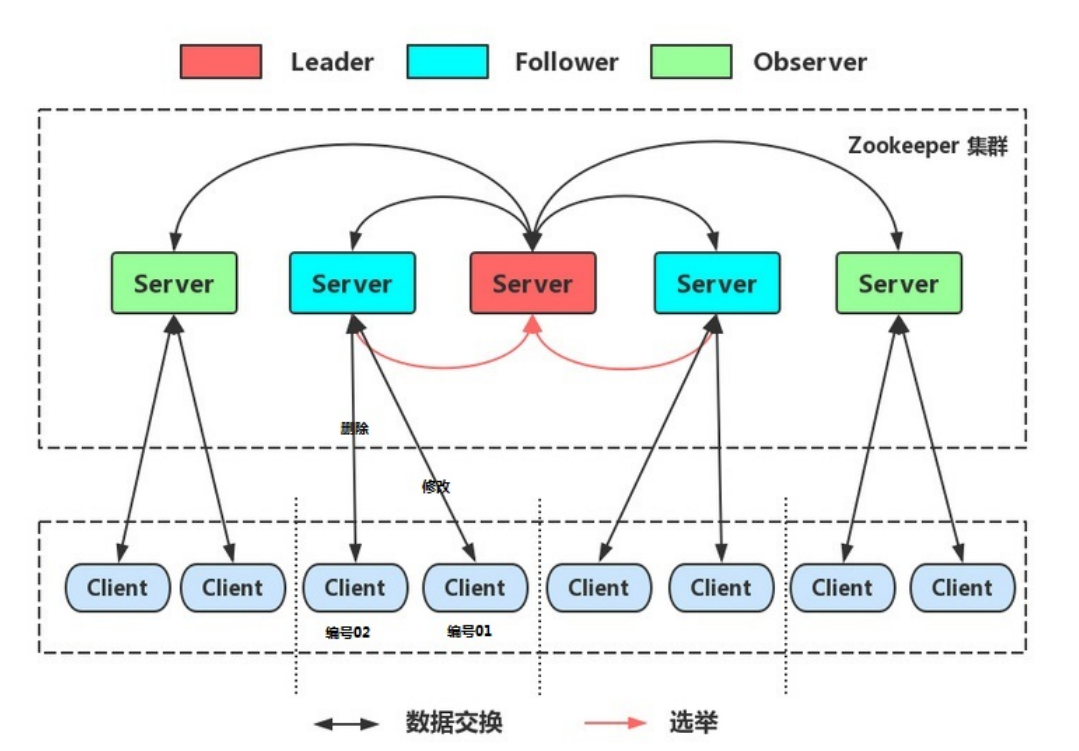 Leader Follower Observer
Zookeeper 集群
Server Server Server Server Server
删除
修改
Client Client Client Client Client Client Client Client
编号02 编号01
数据交换 选举